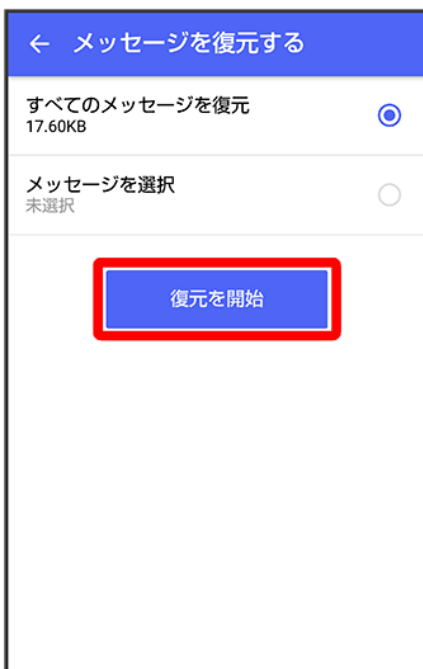 ← メッセージを復元する
すべてのメッセージを復元
17.60KB
メッセージを選択
未選択
復元を開始